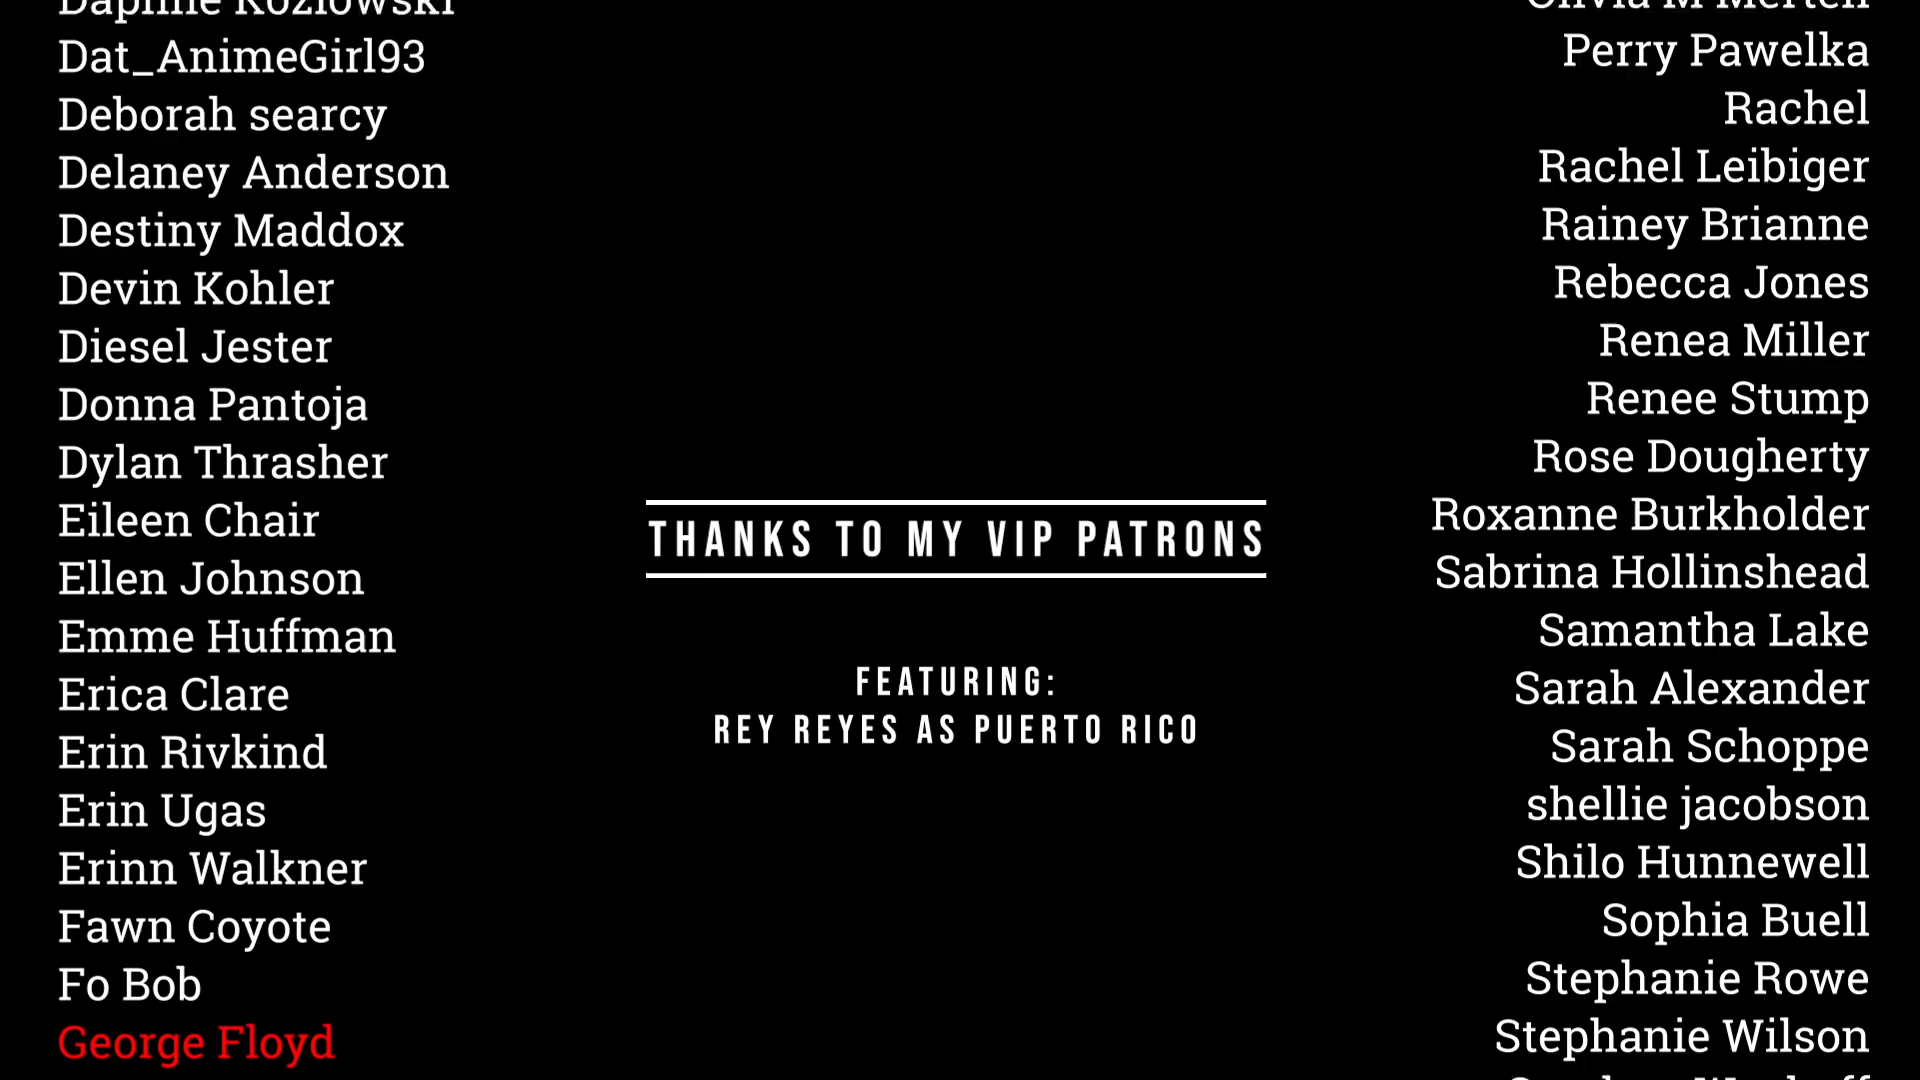 Daphne Kozlowski
Dat_AnimeGirl93
Deborah searcy
Delaney Anderson
Destiny Maddox
Devin Kohler
Diesel Jester
Donna Pantoja
Dylan Thrasher
Eileen Chair
Ellen Johnson
Emme Huffman
Erica Clare
Erin Rivkind
Erin Ugas
Erinn Walkner
Fawn Coyote
Fo Bob
George Floyd
THANKS TO MY VIP PATRONS
FEATURING:
REY REYES AS PUERTO RICO
Olivia M Merten
Perry Pawelka
Rachel
Rachel Leibiger
Rainey Brianne
Rebecca Jones
Renea Miller
Renee Stump
Rose Dougherty
Roxanne Burkholder
Sabrina Hollinshead
Samantha Lake
Sarah Alexander
Sarah Schoppe
shellie jacobson
Shilo Hunnewell
Sophia Buell
Stephanie Rowe
Stephanie Wilson